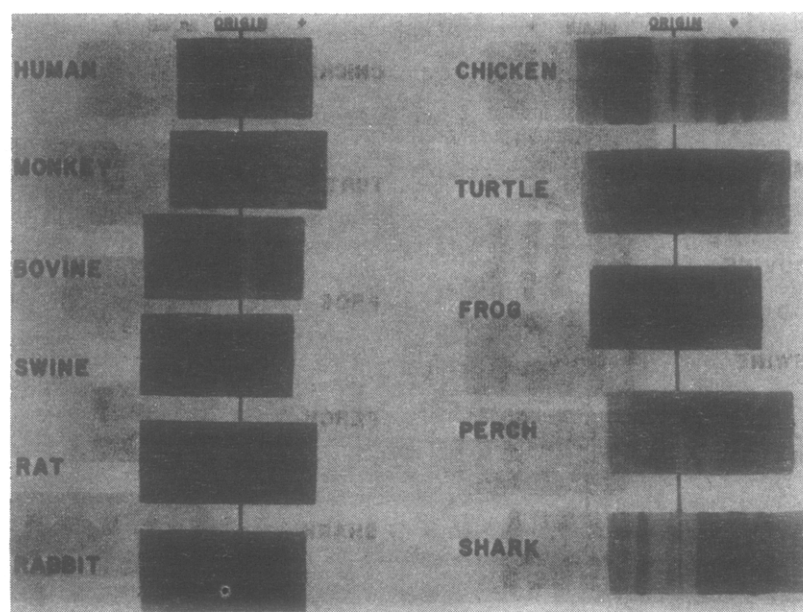 - ORIGIN +
HUMAN
MONKEY
BOVINE
SWINE
RAT
RABBIT
ORIGIN +
CHICKEN
TURTLE
FROG
PERCH
SHARK